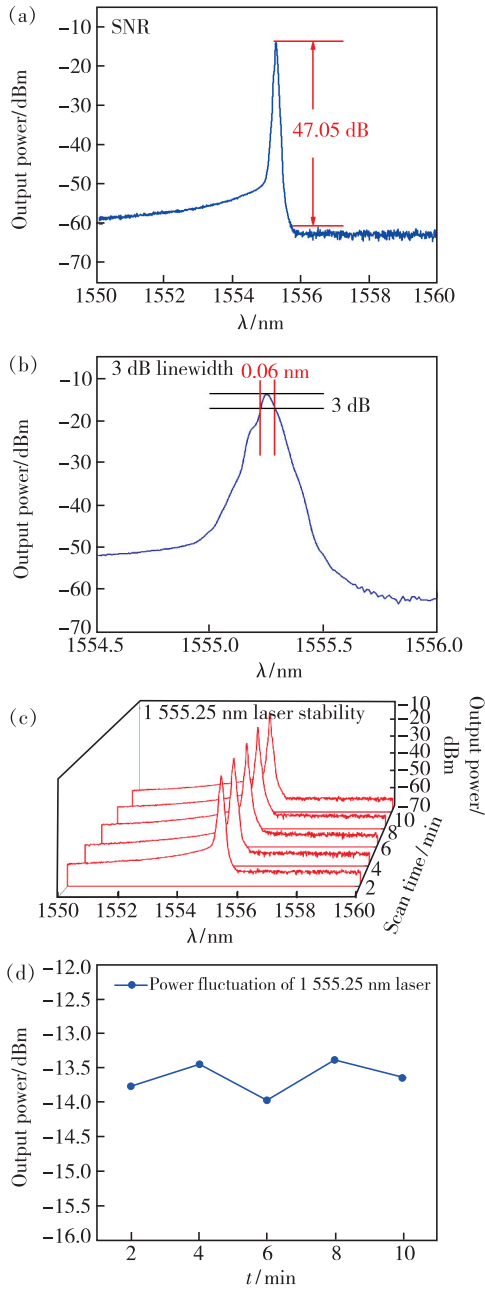 (a)
SNR
47.05 dB
Output power/dBm
−10
−20
−30
−40
−50
−60
−70
1550
1552
1554
1556
1558
1560
λ/nm
(b)
3 dB linewidth
0.06 nm
3 dB
Output power/dBm
−10
−20
−30
−40
−50
−60
−70
1554.5
1555.0
1555.5
1556.0
λ/nm
(c)
1 555.25 nm laser stability
−10
−20
−30
−40
−50
−60
−70
Output power/
dBm
10
8
6
4
2
Scan time/min
1550
1552
1554
1556
1558
1560
λ/nm
(d)
Power fluctuation of 1 555.25 nm laser
Output power/dBm
−12.0
−12.5
−13.0
−13.5
−14.0
−14.5
−15.0
−15.5
−16.0
2
4
6
8
10
t/min